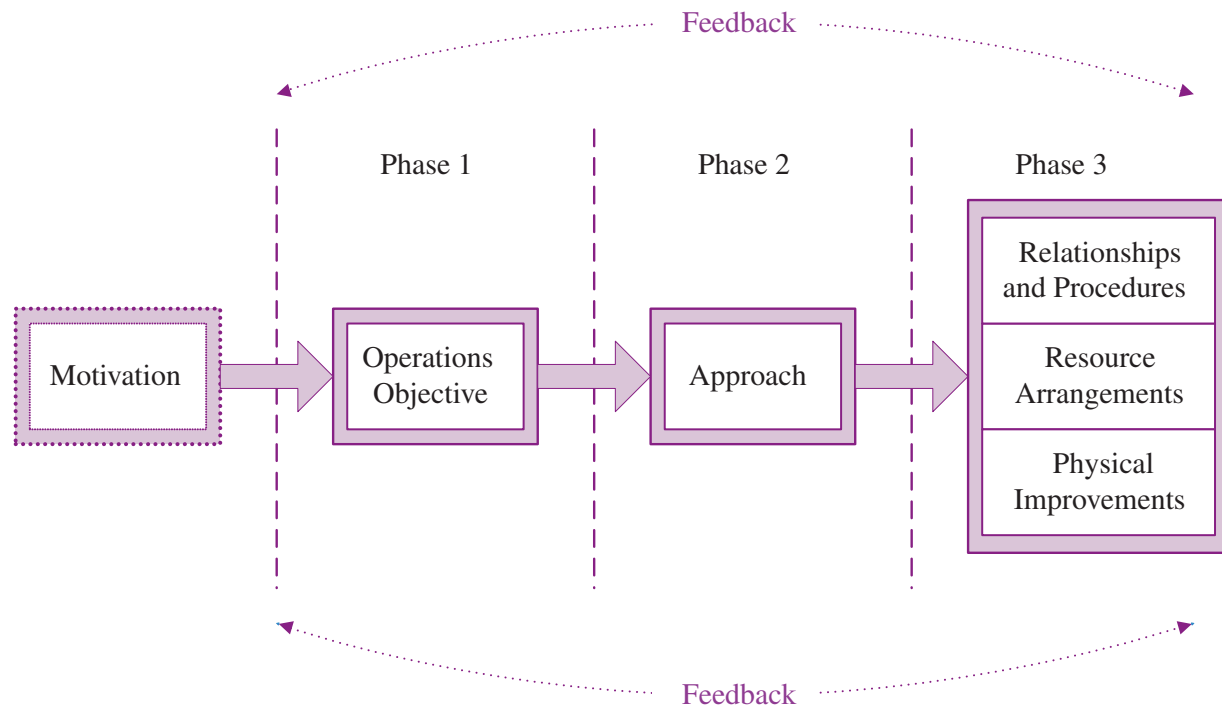 Feedback
Phase 1
Phase 2
Phase 3
Motivation
Operations
Objective
Approach
Relationships
and Procedures
Resource
Arrangements
Physical
Improvements
Feedback